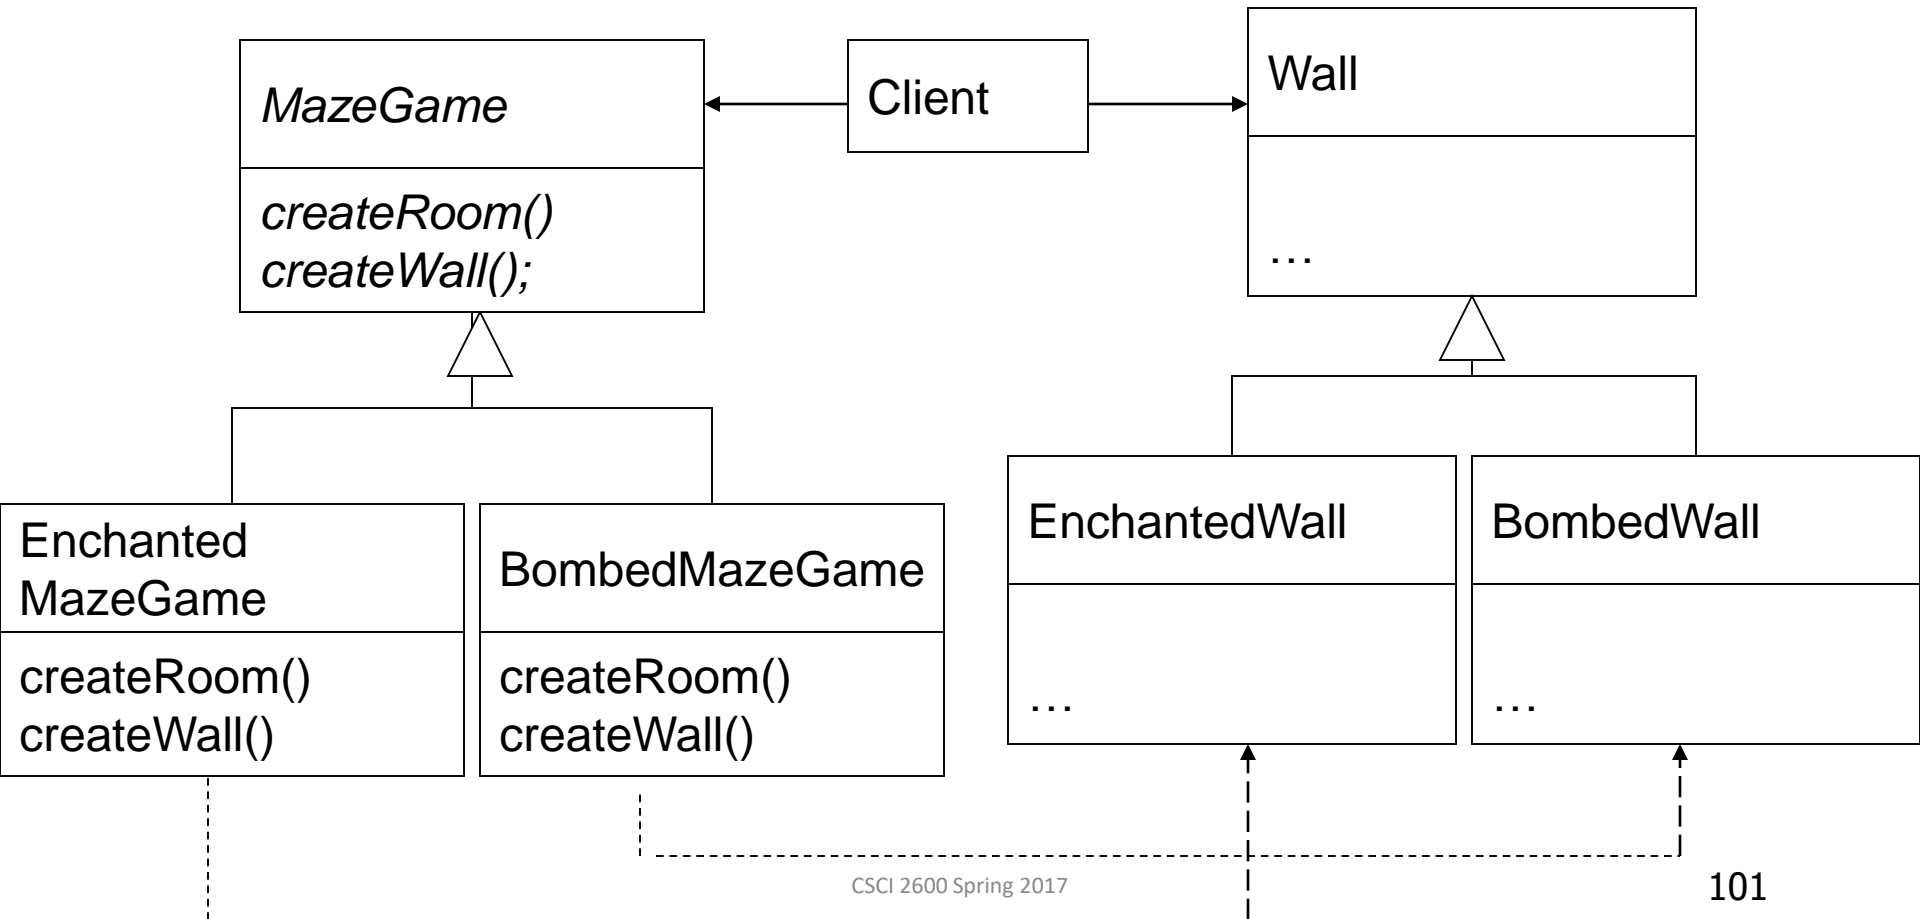 MazeGame
createRoom()
createWall();
Client
Wall
…
Enchanted
MazeGame
createRoom()
createWall()
BombedMazeGame
createRoom()
createWall()
EnchantedWall
…
BombedWall
…
CSCI 2600 Spring 2017
101